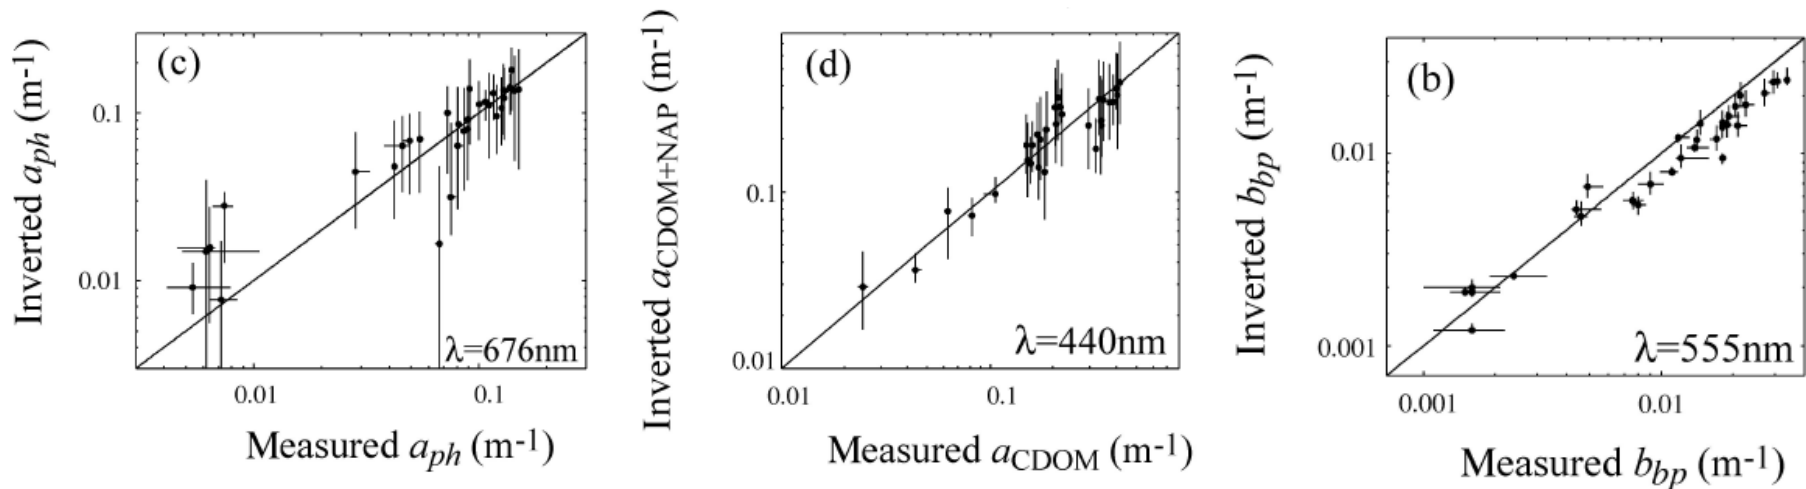 Inverted aph (m-1)
(c)
0.1
0.01
λ=676nm
0.01 0.1
Measured aph (m-1)
Inverted aCDOM+NAP (m-1)
(d)
0.1
0.01
λ=440nm
0.01 0.1
Measured aCDOM (m-1)
Inverted bbp (m-1)
(b)
0.01
0.001
λ=555nm
0.001 0.01
Measured bbp (m-1)